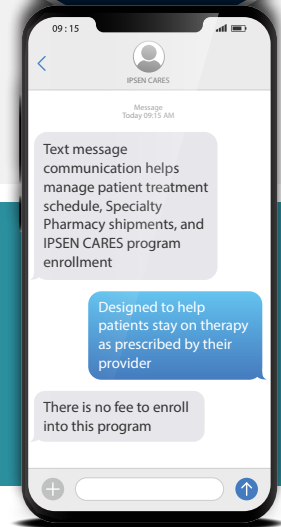 09:15
IPSEN CARES
Message
Today 09:15 AM
Text message
communication helps
manage patient treatment
schedule, Specialty
Pharmacy shipments, and
IPSEN CARES program
enrollment
Designed to help
patients stay on therapy
as prescribed by their
provider
There is no fee to enroll
into this program